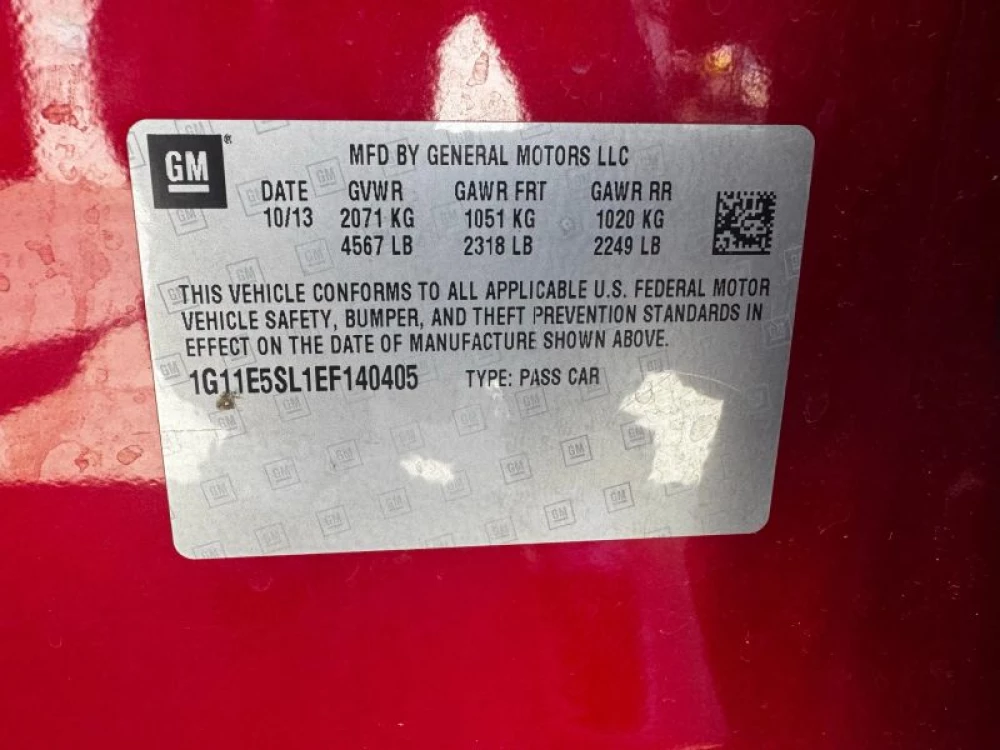 GM®
MFD BY GENERAL MOTORS LLC
DATE GVWR GAWR FRT GAWR RR
10/13 2071 KG 1051 KG 1020 KG
4567 LB 2318 LB 2249 LB
THIS VEHICLE CONFORMS TO ALL APPLICABLE U.S. FEDERAL MOTOR
VEHICLE SAFETY, BUMPER, AND THEFT PREVENTION STANDARDS IN
EFFECT ON THE DATE OF MANUFACTURE SHOWN ABOVE.
1G11E5SL1EF140405 TYPE: PASS CAR